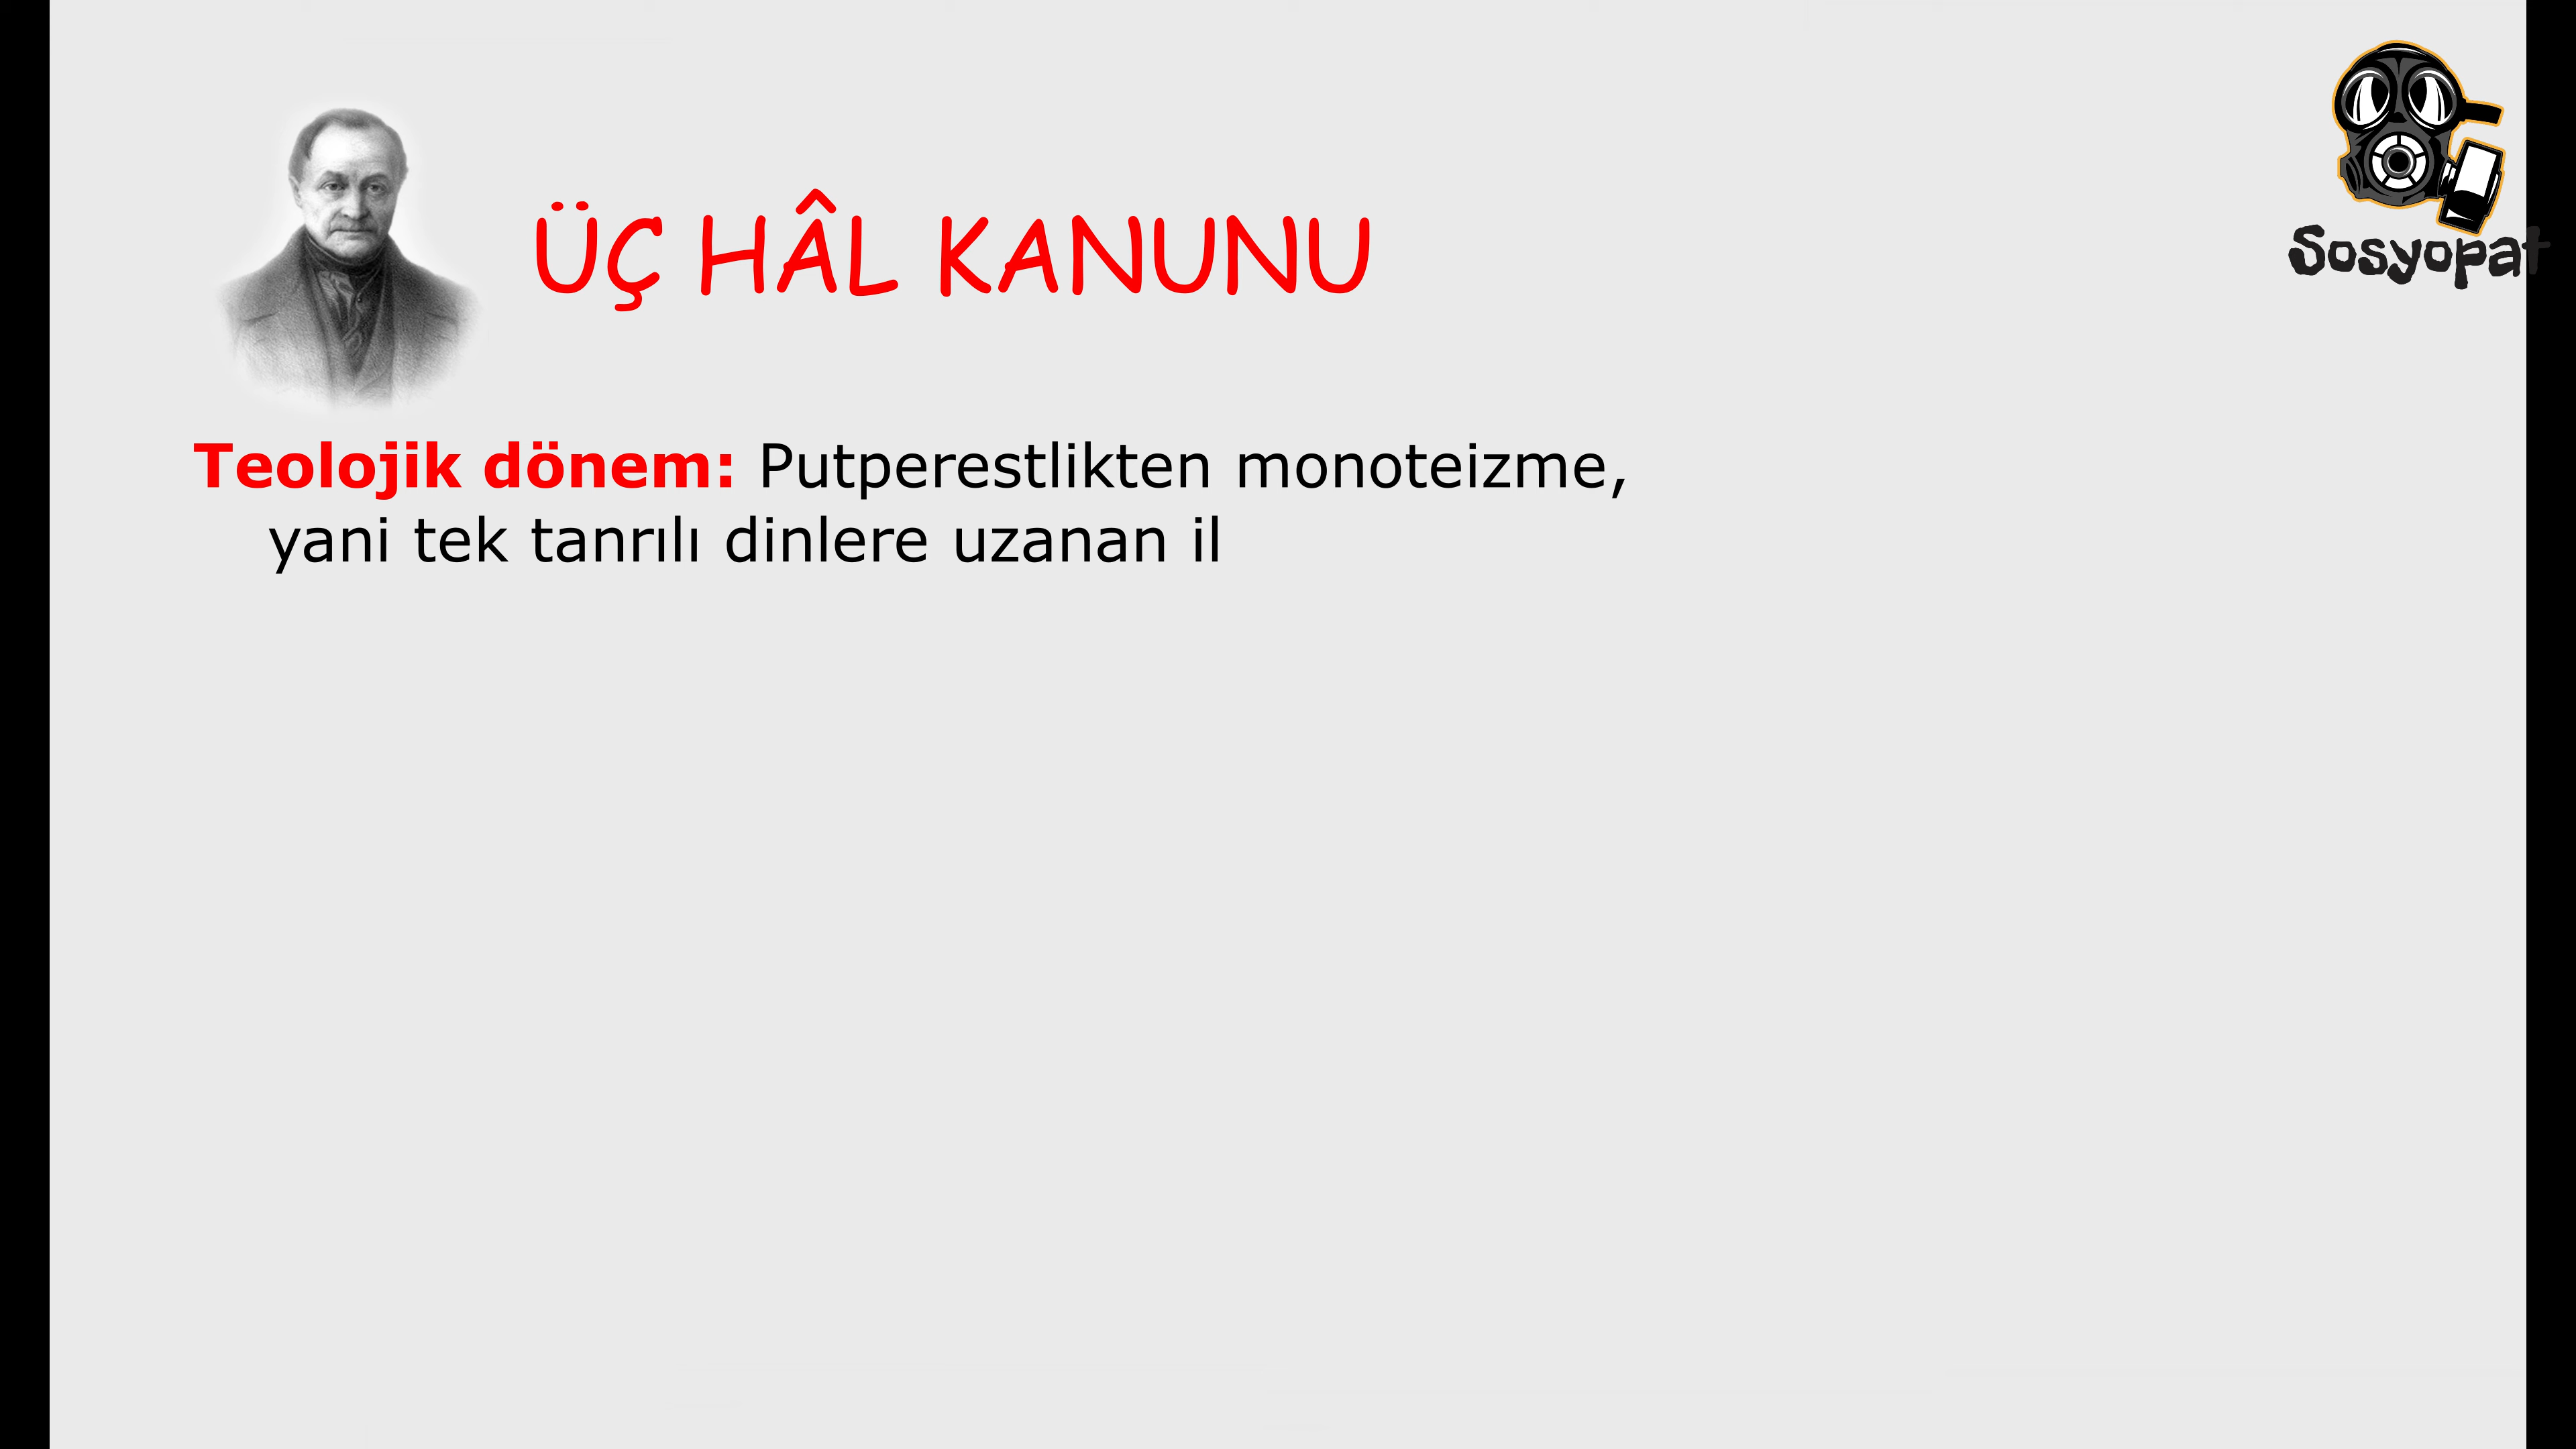 ÜÇ HÂL KANUNU
Sosyopat
Teolojik dönem: Putperestlikten monoteizme,
yani tek tanrılı dinlere uzanan il